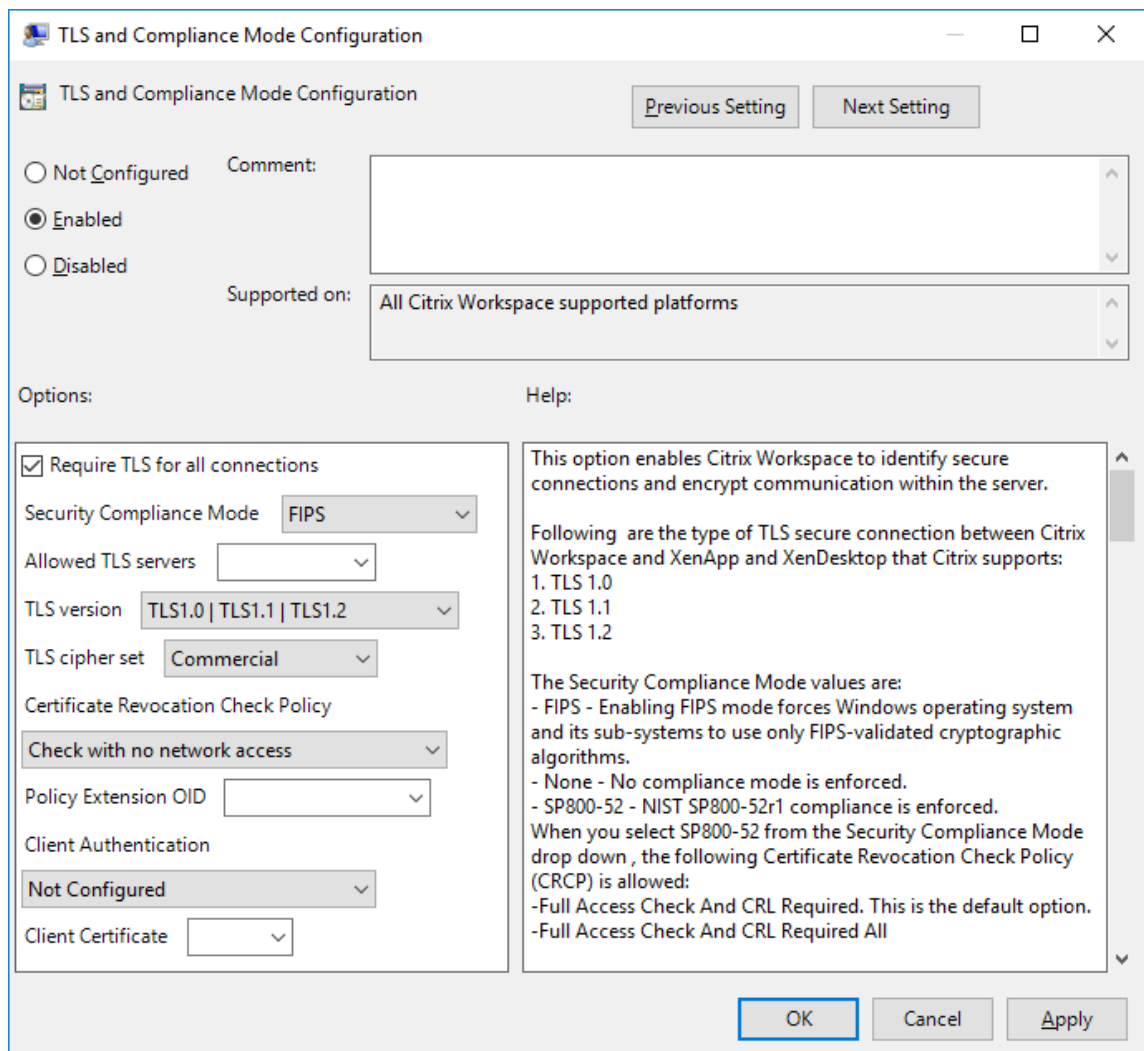 TLS and Compliance Mode Configuration
TLS and Compliance Mode Configuration
Previous Setting
Next Setting
Not Configured
Enabled
Disabled
Comment:
Supported on:
All Citrix Workspace supported platforms
Options:
Help:
Require TLS for all connections
Security Compliance Mode FIPS
Allowed TLS servers
TLS version TLS1.0 | TLS1.1 | TLS1.2
TLS cipher set Commercial
Certificate Revocation Check Policy
Check with no network access
Policy Extension OID
Client Authentication
Not Configured
Client Certificate
This option enables Citrix Workspace to identify secure
connections and encrypt communication within the server.
Following are the type of TLS secure connection between Citrix
Workspace and XenApp and XenDesktop that Citrix supports:
1. TLS 1.0
2. TLS 1.1
3. TLS 1.2
The Security Compliance Mode values are:
- FIPS - Enabling FIPS mode forces Windows operating system
and its sub-systems to use only FIPS-validated cryptographic
algorithms.
- None - No compliance mode is enforced.
- SP800-52 - NIST SP800-52r1 compliance is enforced.
When you select SP800-52 from the Security Compliance Mode
drop down , the following Certificate Revocation Check Policy
(CRCP) is allowed:
-Full Access Check And CRL Required. This is the default option.
-Full Access Check And CRL Required All
OK
Cancel
Apply